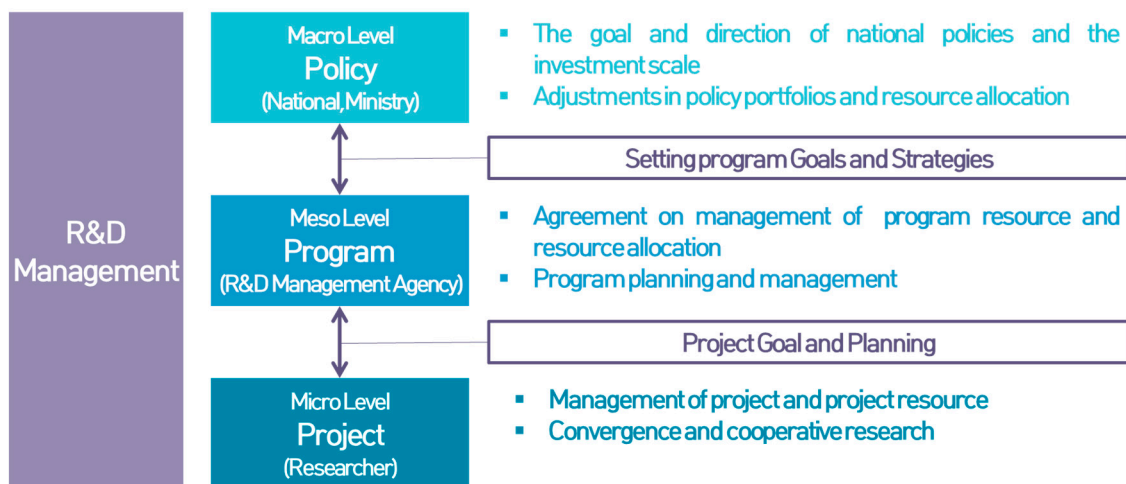 R&D
Management
Macro Level
Policy
(National, Ministry)
▪ The goal and direction of national policies and the
investment scale
▪ Adjustments in policy portfolios and resource allocation
Setting program Goals and Strategies
Meso Level
Program
(R&D Management Agency)
▪ Agreement on management of program resource and
resource allocation
▪ Program planning and management
Project Goal and Planning
Micro Level
Project
(Researcher)
▪ Management of project and project resource
▪ Convergence and cooperative research